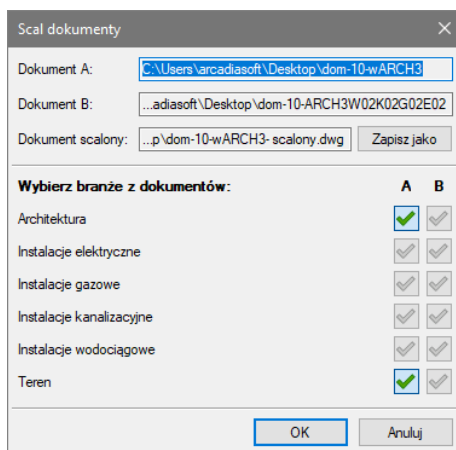 Scal dokumenty
Dokument A: C:\Users\arcadiasoft\Desktop\dom-10-wARCH3
Dokument B: ...adiasoft\Desktop\dom-10-ARCH3W02K02G02E02
Dokument scalony: ...p\dom-10-wARCH3- scalony.dwg Zapisz jako
Wybierz branże z dokumentów: A B
Architektura
Instalacje elektryczne
Instalacje gazowe
Instalacje kanalizacyjne
Instalacje wodociągowe
Teren
OK Anuluj